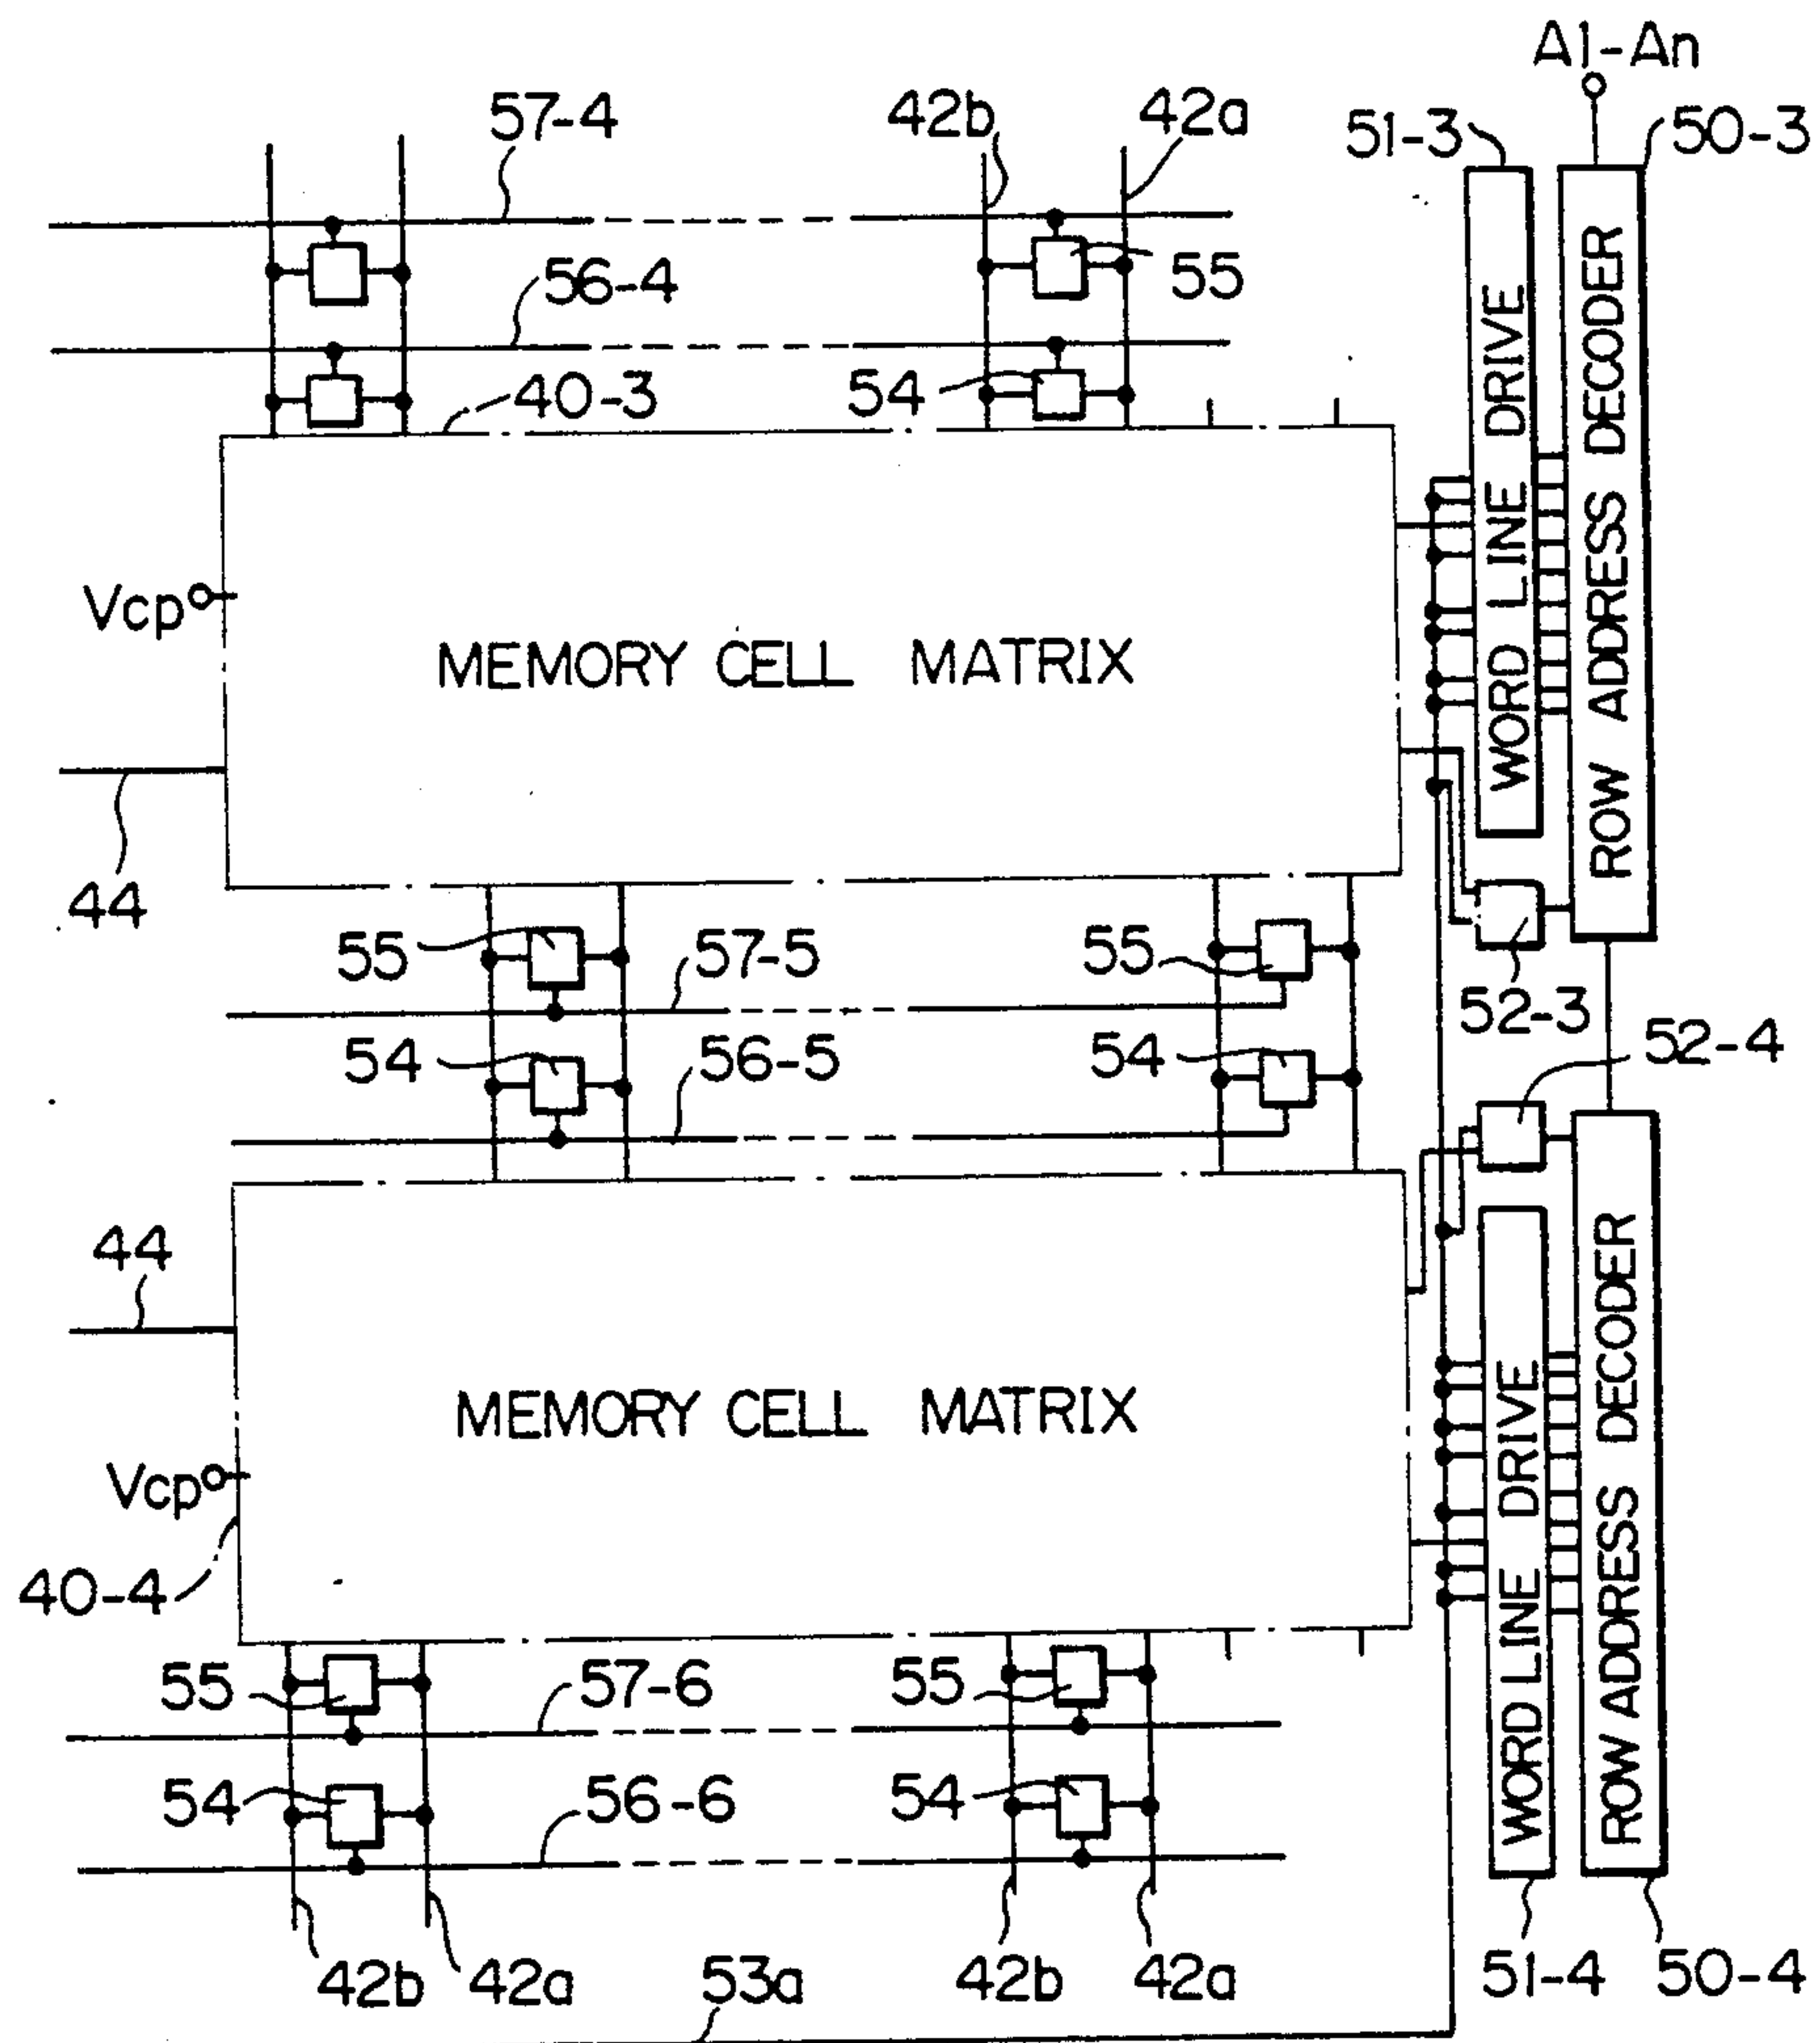 A1-An
57-4
42b
42a
51-3
50-3
55
56-4
54
40-3
WORD LINE DRIVE
ROW ADDRESS DECODER
Vcp
MEMORY CELL MATRIX
44
55
57-5
55
52-3
54
56-5
54
52-4
44
MEMORY CELL MATRIX
WORD LINE DRIVE
ROW ADDRESS DECODER
Vcp
40-4
55
57-6
55
54
56-6
54
42b
42a
53a
42b
42a
51-4
50-4